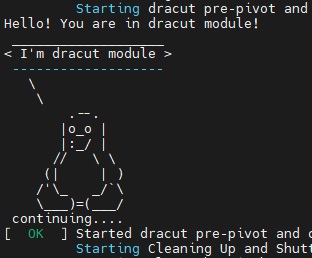 Starting dracut pre-pivot and
Hello! You are in dracut module!
 ___________________
< I'm dracut module >
 -------------------
   \
    \
        .--.
       |o_o |
       |:_/ |
      //   \ \
     (|     | )
    /'\_   _/`\
    \___)=(___/
continuing....
[  OK  ] Started dracut pre-pivot and c
Starting Cleaning Up and Shutt